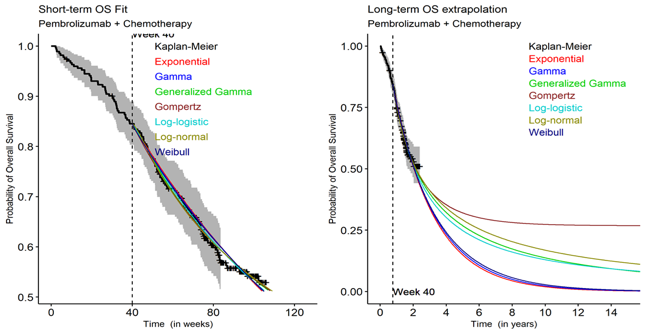 Short-term OS Fit
Pembrolizumab + Chemotherapy
Week 40
Kaplan-Meier
Exponential
Gamma
Generalized Gamma
Gompertz
Log-logistic
Log-normal
Weibull
Probability of Overall Survival
1.0
0.9
0.8
0.7
0.6
0.5
0
40
80
120
Time (in weeks)
Long-term OS extrapolation
Pembrolizumab + Chemotherapy
Kaplan-Meier
Exponential
Gamma
Generalized Gamma
Gompertz
Log-logistic
Log-normal
Weibull
Probability of Overall Survival
1.00
0.75
0.50
0.25
0.00
Week 40
0
2
4
6
8
10
12
14
Time (in years)